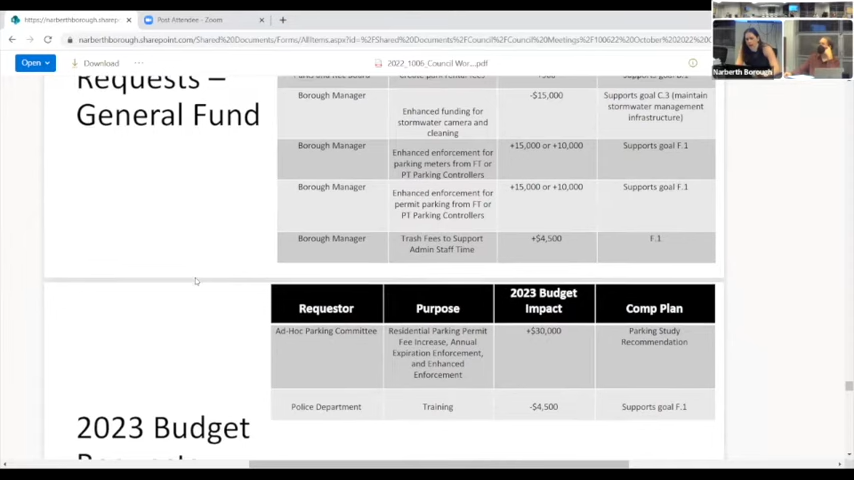 https://narberthborough.sharep
Post Attendee - Zoom
narberthborough.sharepoint.com/Shared%20Documents/Forms/AllItems.aspx?id=%2FShared%20Documents%2FCouncil%2FCouncil%20Meetings%2F100622%20October%202022%20C
Open
Download
2022_1006_Council Wor....pdf
Narberth Borough
Requests –
General Fund
Parks and Rec Board
Borough Manager
Enhanced funding for
stormwater camera and
cleaning
-$15,000
Supports goal C.3 (maintain
stormwater management
infrastructure)
Borough Manager
Enhanced enforcement for
parking meters from FT or
PT Parking Controllers
+15,000 or +10,000
Supports goal F.1
Borough Manager
Enhanced enforcement for
permit parking from FT or
PT Parking Controllers
+15,000 or +10,000
Supports goal F.1
Borough Manager
Trash Fees to Support
Admin Staff Time
+$4,500
F.1
Requestor
Purpose
2023 Budget
Impact
Comp Plan
Ad-Hoc Parking Committee
Residential Parking Permit
Fee Increase, Annual
Expiration Enforcement,
and Enhanced
Enforcement
+$30,000
Parking Study
Recommendation
Police Department
Training
-$4,500
Supports goal F.1
2023 Budget
Requests